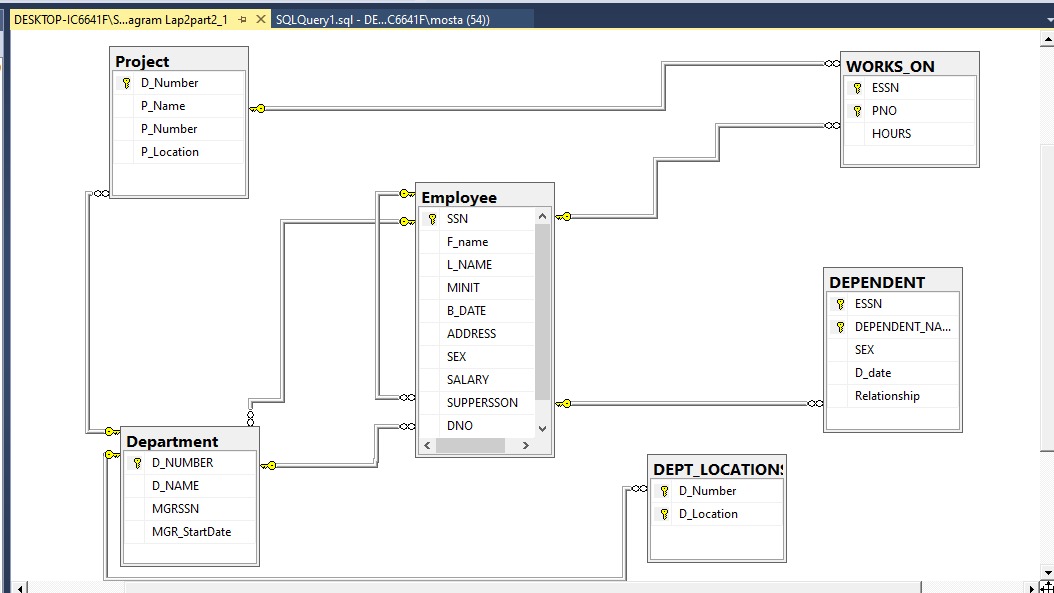 DESKTOP-IC6641F\S...agram Lap2part2_1
SQLQuery1.sql - DE...C6641F\mosta (54))
Project
D_Number
P_Name
P_Number
P_Location
WORKS_ON
ESSN
PNO
HOURS
Employee
SSN
F_name
L_NAME
MINIT
B_DATE
ADDRESS
SEX
SALARY
SUPPERSSON
DNO
DEPENDENT
ESSN
DEPENDENT_NA...
SEX
D_date
Relationship
Department
D_NUMBER
D_NAME
MGRSSN
MGR_StartDate
DEPT_LOCATIONS
D_Number
D_Location